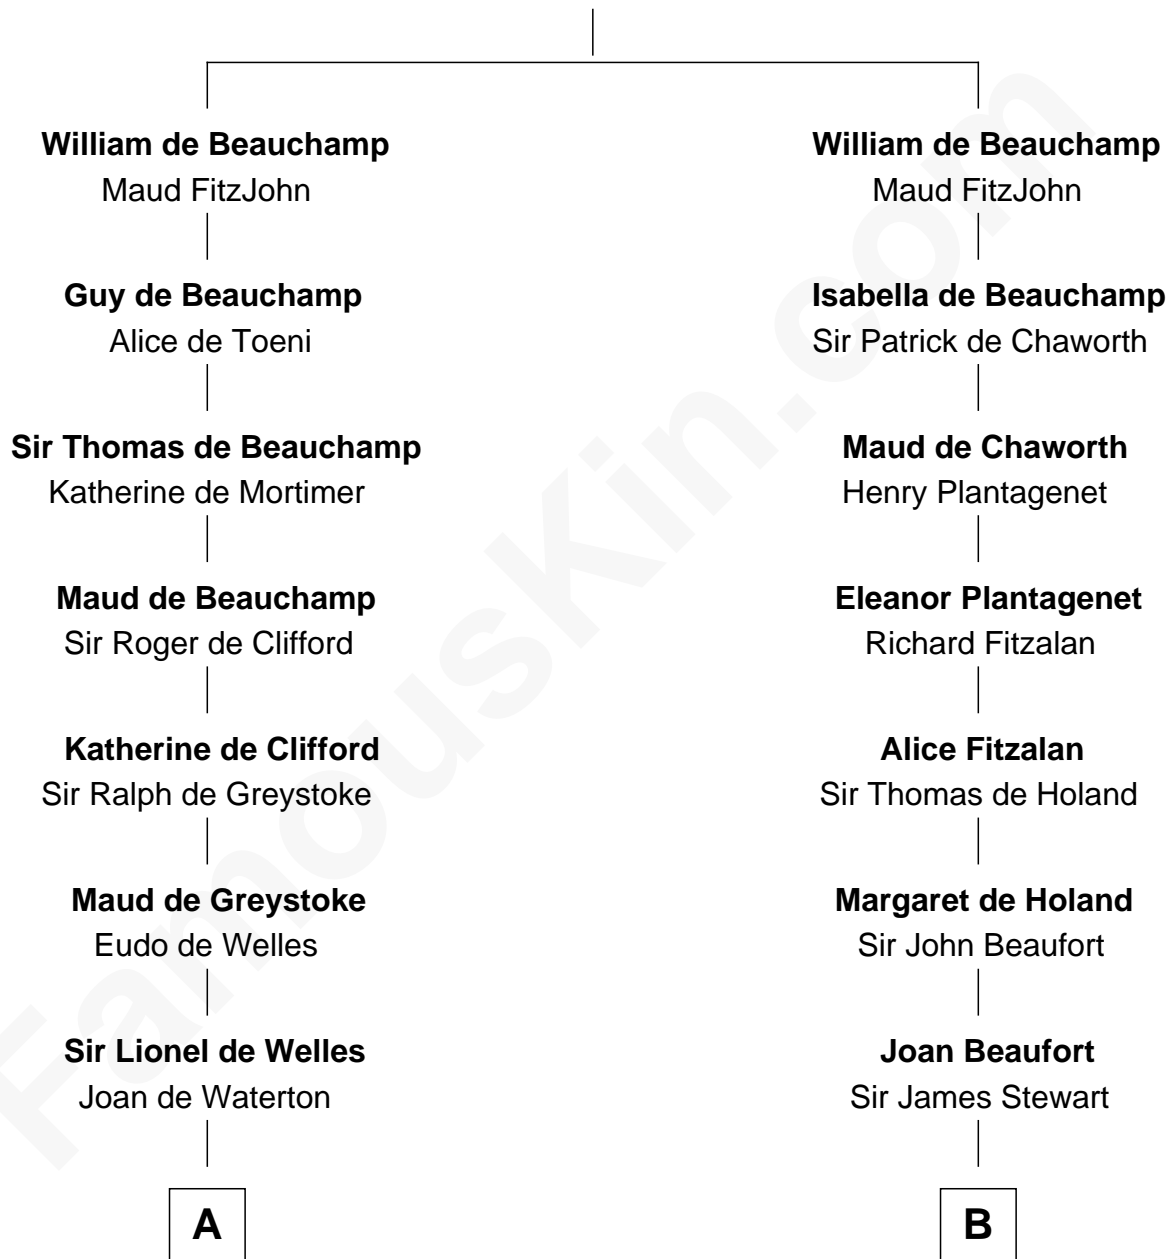 William de Beauchamp
Maud FitzJohn
Guy de Beauchamp
Alice de Toeni
Sir Thomas de Beauchamp
Katherine de Mortimer
Maud de Beauchamp
Sir Roger de Clifford
Katherine de Clifford
Sir Ralph de Greystoke
Maud de Greystoke
Eudo de Welles
Sir Lionel de Welles
Joan de Waterton
A
William de Beauchamp
Maud FitzJohn
Isabella de Beauchamp
Sir Patrick de Chaworth
Maud de Chaworth
Henry Plantagenet
Eleanor Plantagenet
Richard Fitzalan
Alice Fitzalan
Sir Thomas de Holand
Margaret de Holand
Sir John Beaufort
Joan Beaufort
Sir James Stewart
B
FamousKin.com